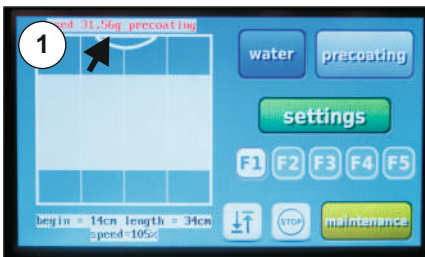 31.56g precoating
1
water precoating
settings
F1 F2 F3 F4 F5
begin = 14cm length = 34cm
speed=105%
STOP
maintenance